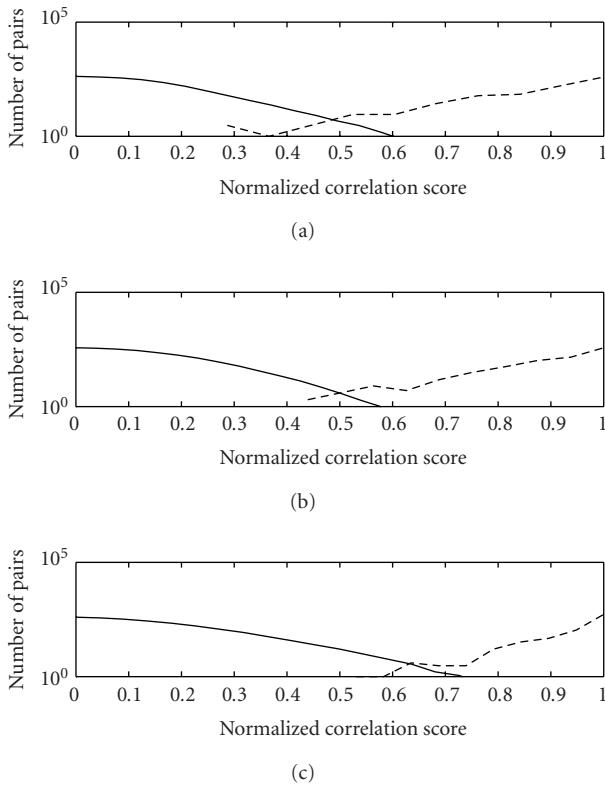 Number of pairs
10^5
10^0
0 0.1 0.2 0.3 0.4 0.5 0.6 0.7 0.8 0.9 1
Normalized correlation score
(a)
Number of pairs
10^5
10^0
0 0.1 0.2 0.3 0.4 0.5 0.6 0.7 0.8 0.9 1
Normalized correlation score
(b)
Number of pairs
10^5
10^0
0 0.1 0.2 0.3 0.4 0.5 0.6 0.7 0.8 0.9 1
Normalized correlation score
(c)